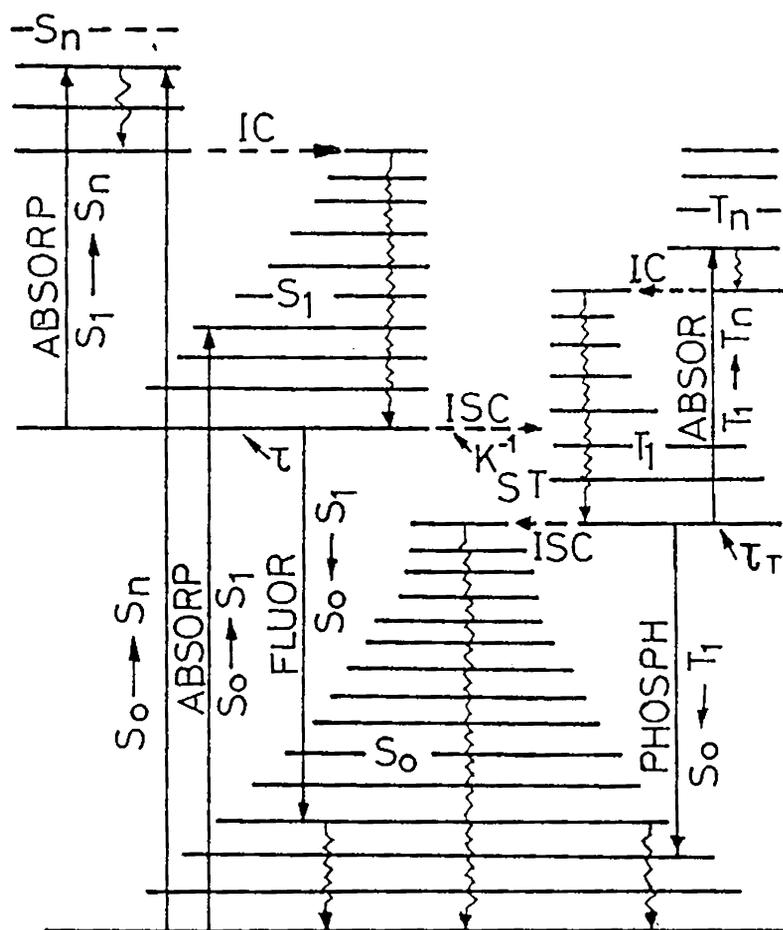 Sn
IC
ABSORP
S1 → Sn
Tn
IC
S1
ABSOR
T1 → Tn
ISC
τ
K-1
T1
ST
ISC
τT
So → Sn
ABSORP
So → S1
FLUOR
So ← S1
PHOSPH
So ← T1
So